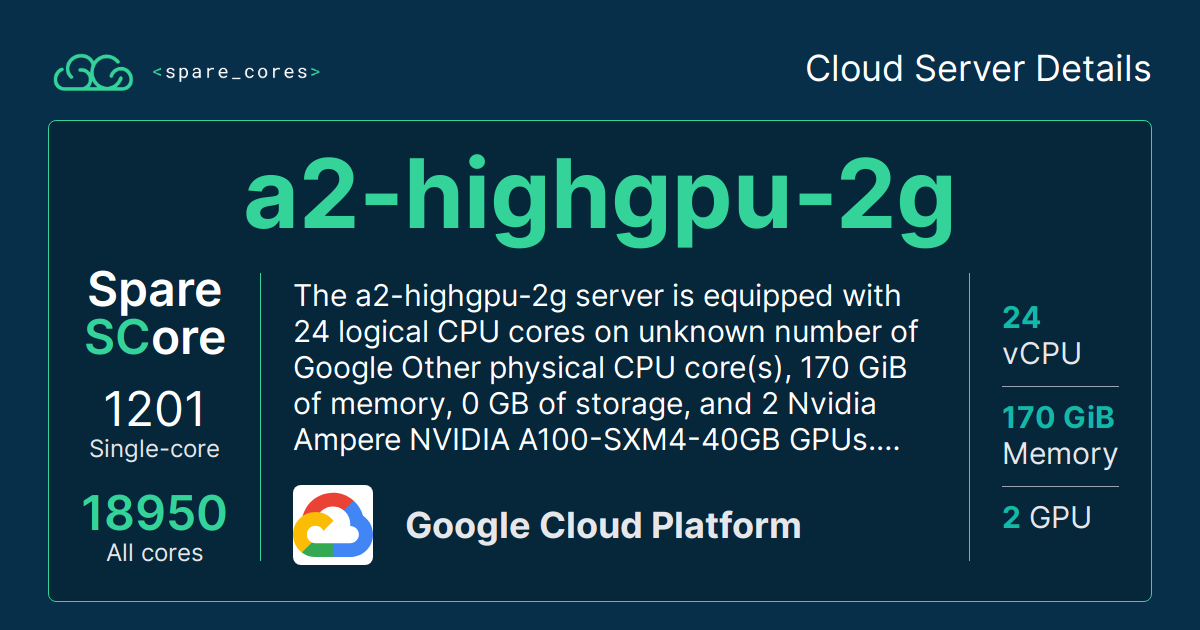 <spare_cores>
Cloud Server Details
a2-highgpu-2g
Spare
SCore
1201
Single-core
18950
All cores
The a2-highgpu-2g server is equipped with
24 logical CPU cores on unknown number of
Google Other physical CPU core(s), 170 GiB
of memory, 0 GB of storage, and 2 Nvidia
Ampere NVIDIA A100-SXM4-40GB GPUs....
Google Cloud Platform
24
vCPU
170 GiB
Memory
2 GPU